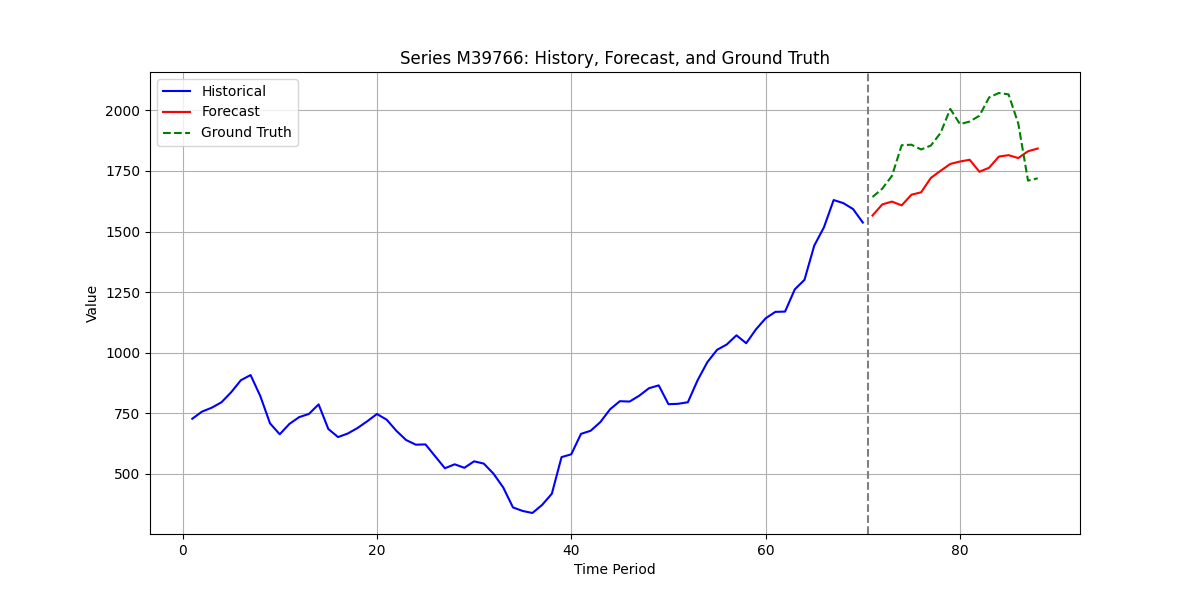 Series M39766: History, Forecast, and Ground Truth
Historical
Forecast
Ground Truth
2000
1750
1500
1250
1000
750
500
Value
0 20 40 60 80
Time Period